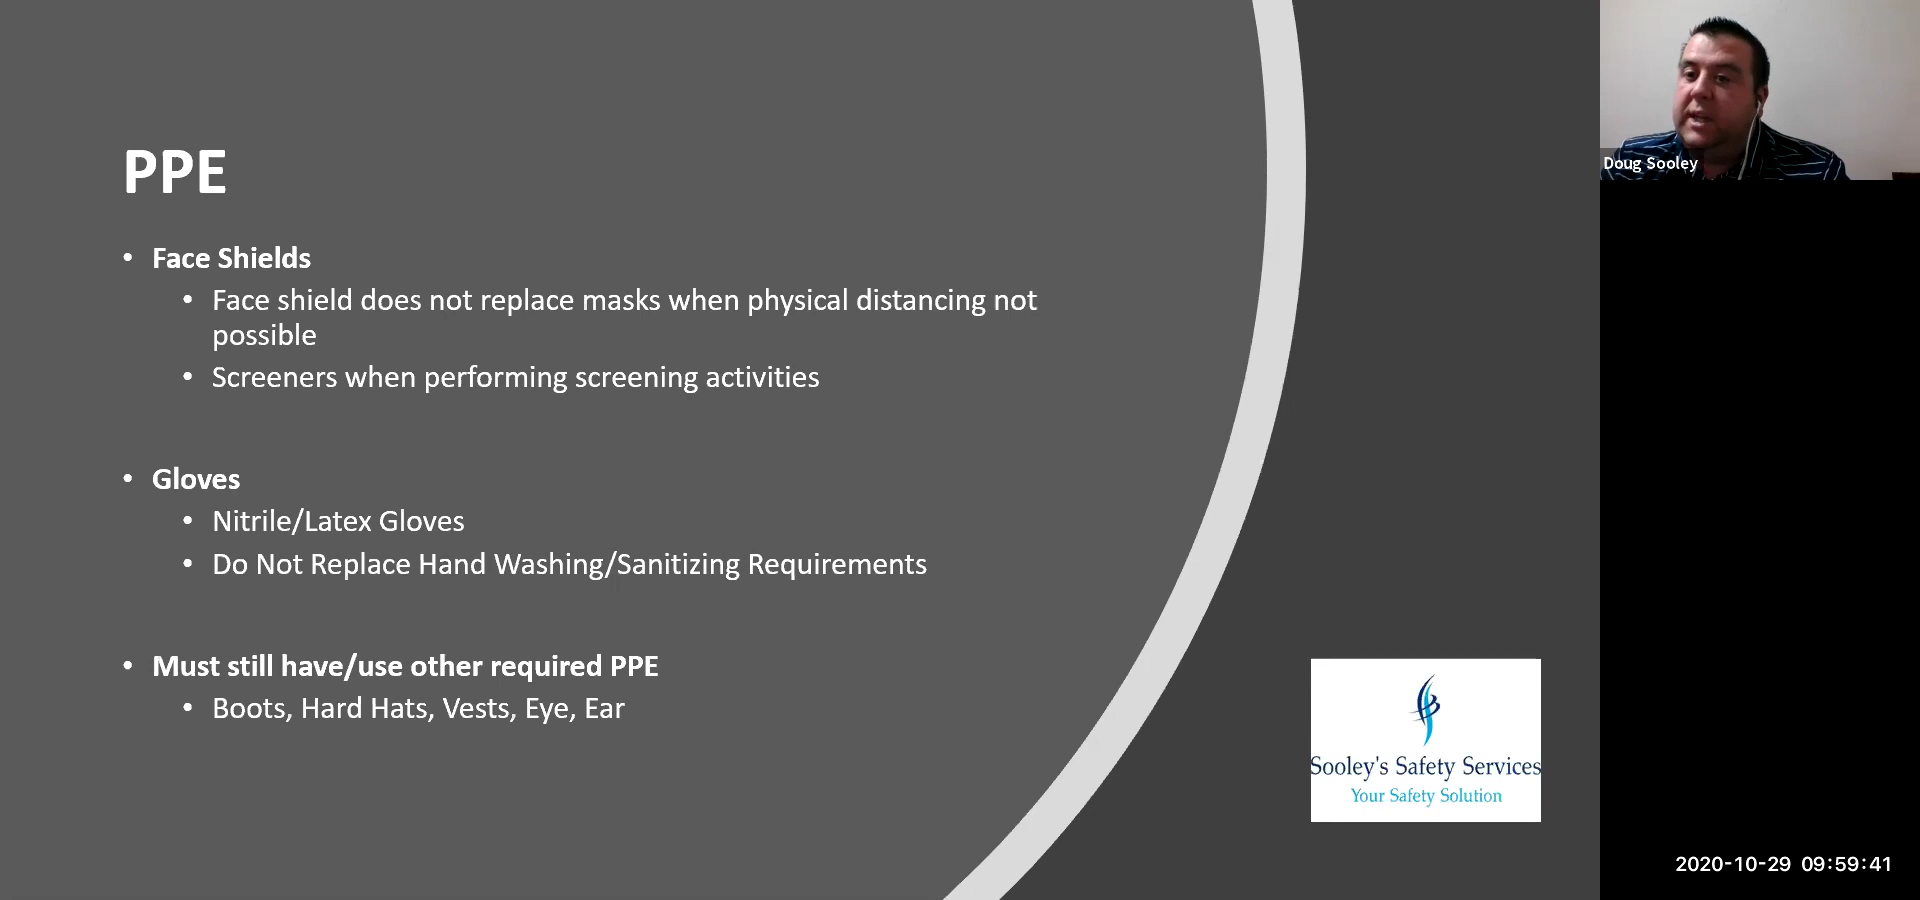 PPE
• Face Shields
• Face shield does not replace masks when physical distancing not
possible
• Screeners when performing screening activities
• Gloves
• Nitrile/Latex Gloves
• Do Not Replace Hand Washing/Sanitizing Requirements
• Must still have/use other required PPE
• Boots, Hard Hats, Vests, Eye, Ear
Sooley's Safety Services
Your Safety Solution
Doug Sooley
2020-10-29 09:59:41